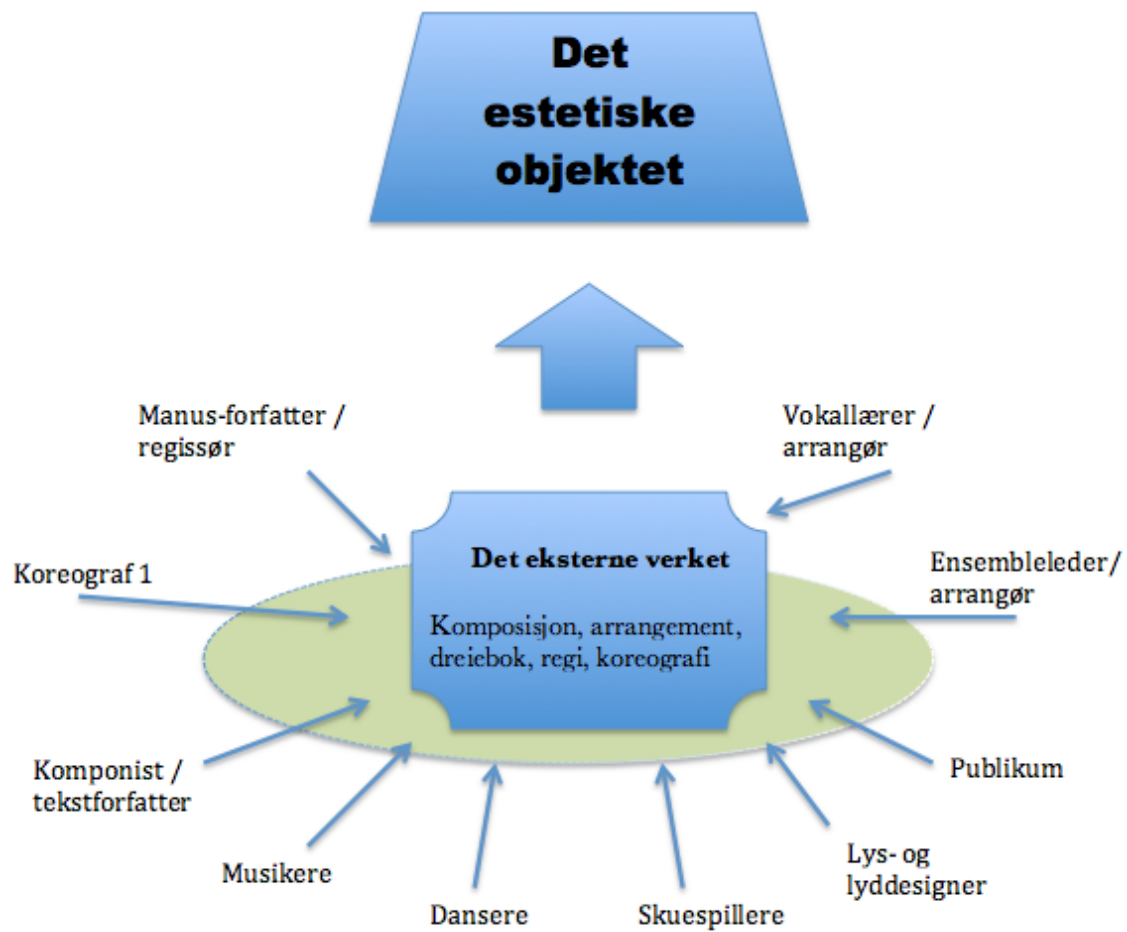 Det
estetiske
objektet
Manus-forfatter /
regissør
Vokallærer /
arrangør
Koreograf 1
Det eksterne verket
Komposisjon, arrangement,
dreiebok, regi, koreografi
Ensembleleder/
arrangør
Komponist /
tekstforfatter
Publikum
Musikere
Lys- og
lyddesigner
Dansere
Skuespillere